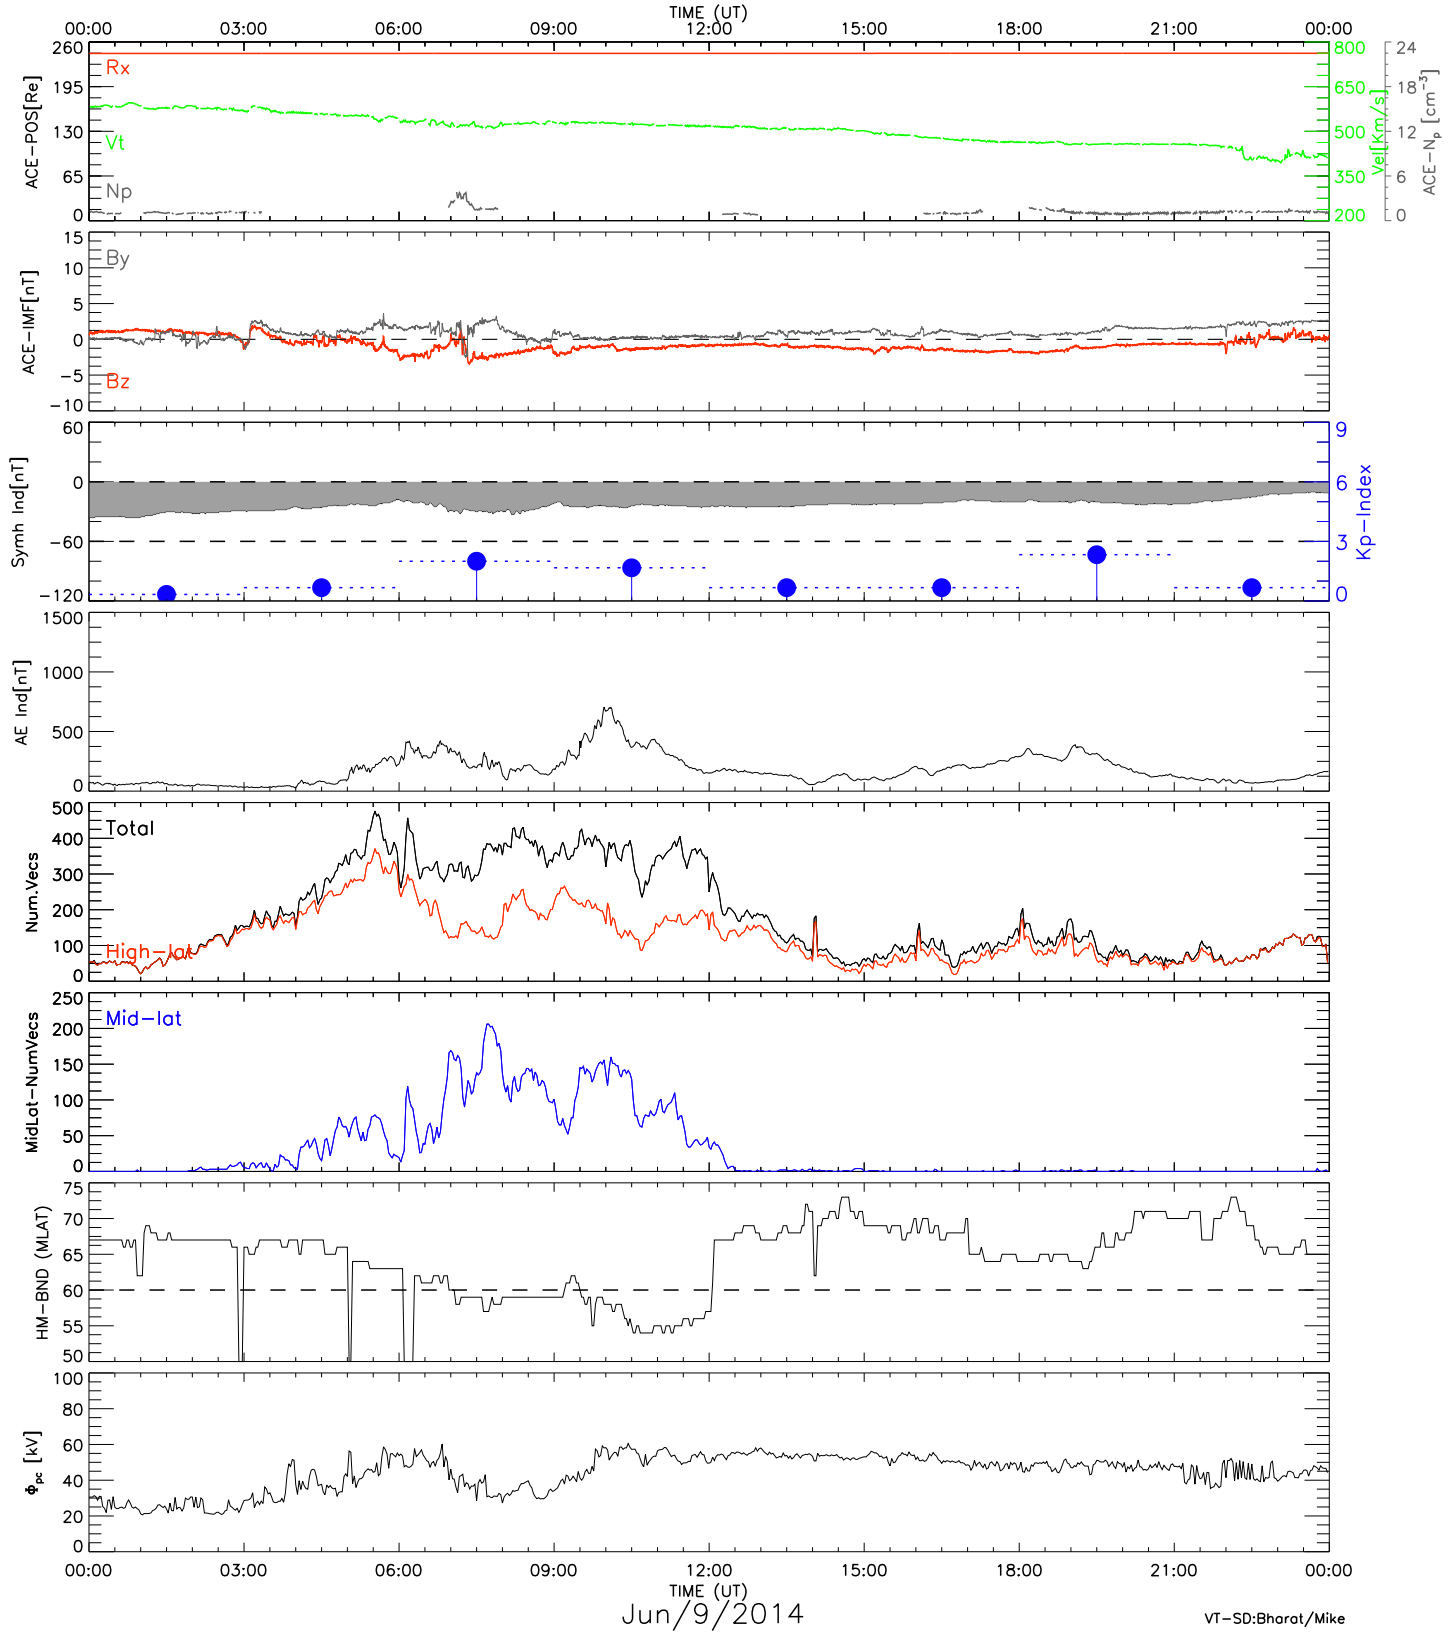 TIME (UT)
00:00 03:00 06:00 09:00 12:00 15:00 18:00 21:00 00:00
ACE-POS[Re]
260
195
130
65
0
Rx
Vt
Np
800
650
500
350
200
Vel[Km/s]
24
18
12
6
0
ACE-Np [cm-3]
ACE-IMF[nT]
15
10
5
0
-5
-10
By
Bz
Symh Ind[nT]
60
0
-60
-120
9
6
3
0
Kp-Index
AE Ind[nT]
1500
1000
500
0
Num.Vecs
500
400
300
200
100
0
Total
High-lat
MidLat-NumVecs
250
200
150
100
50
0
Mid-lat
HM-BND (MLAT)
75
70
65
60
55
50
Φpc [kV]
100
80
60
40
20
0
00:00 03:00 06:00 09:00 12:00 15:00 18:00 21:00 00:00
TIME (UT)
Jun/9/2014
VT-SD:Bharat/Mike